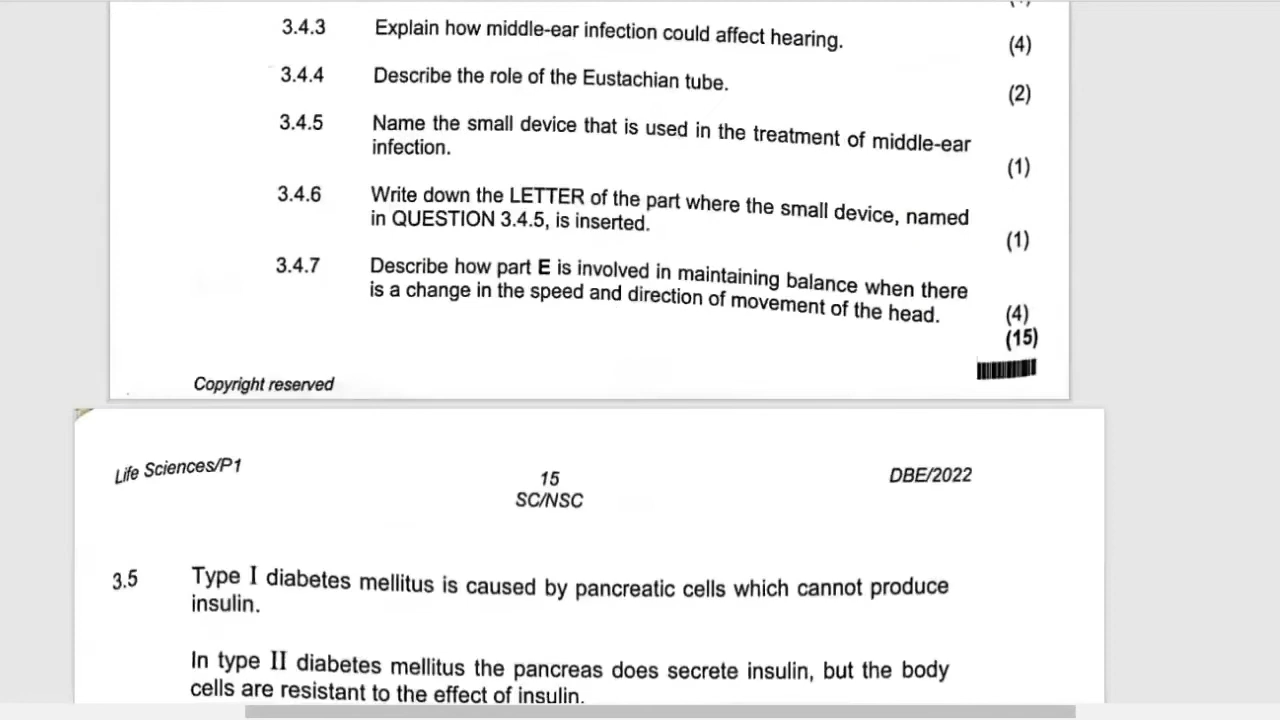 3.4.3 Explain how middle-ear infection could affect hearing. (4)
3.4.4 Describe the role of the Eustachian tube. (2)
3.4.5 Name the small device that is used in the treatment of middle-ear
infection. (1)
3.4.6 Write down the LETTER of the part where the small device, named
in QUESTION 3.4.5, is inserted. (1)
3.4.7 Describe how part E is involved in maintaining balance when there
is a change in the speed and direction of movement of the head. (4)
(15)
Copyright reserved
Life Sciences/P1 15 DBE/2022
SC/NSC
3.5 Type I diabetes mellitus is caused by pancreatic cells which cannot produce
insulin.
In type II diabetes mellitus the pancreas does secrete insulin, but the body
cells are resistant to the effect of insulin.